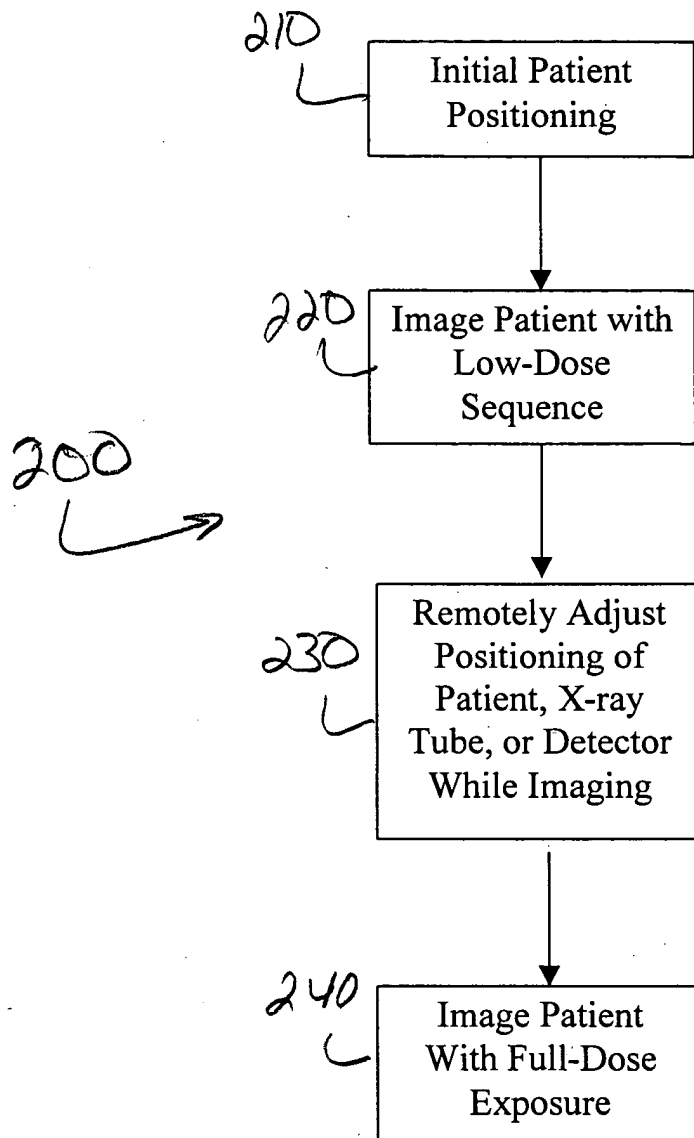 210
Initial Patient
Positioning
220
Image Patient with
Low-Dose
Sequence
200
230
Remotely Adjust
Positioning of
Patient, X-ray
Tube, or Detector
While Imaging
240
Image Patient
With Full-Dose
Exposure